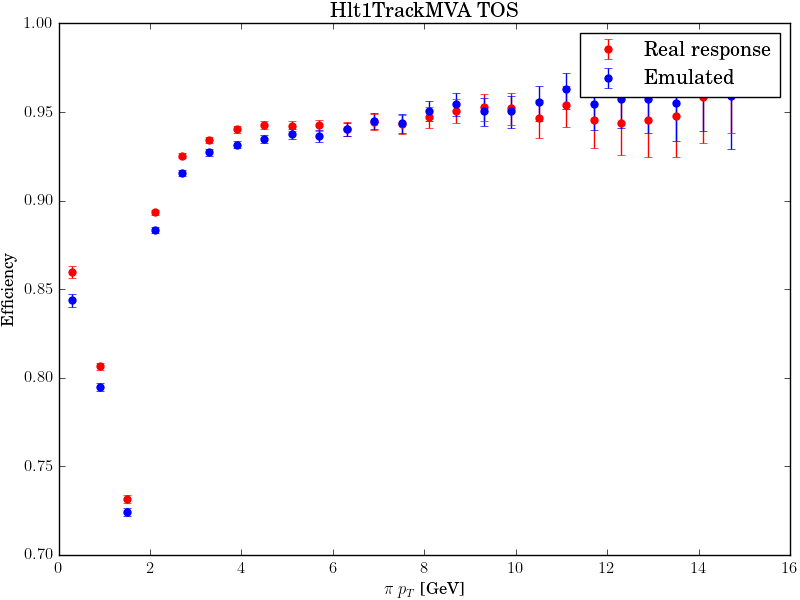 Hlt1TrackMVA TOS
1.00
0.95
0.90
0.85
0.80
0.75
0.70
Efficiency
Real response
Emulated
0 2 4 6 8 10 12 14 16
π p_T [GeV]